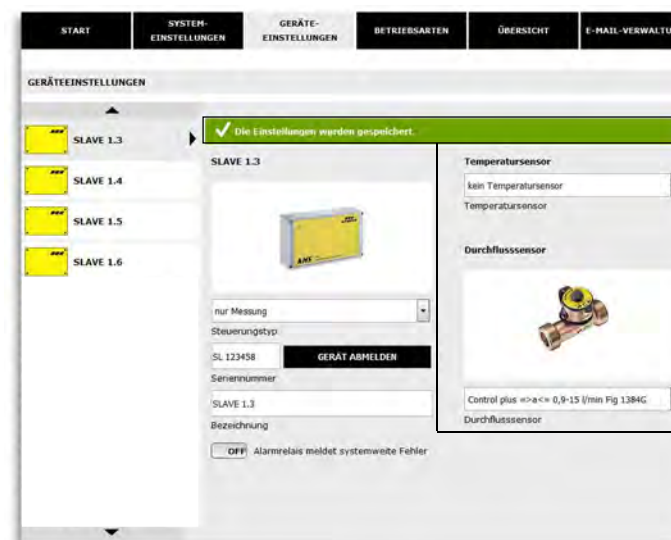 START
SYSTEM-
EINSTELLUNGEN
GERÄTE-
EINSTELLUNGEN
BETRIEBSARTEN
ÜBERSICHT
E-MAIL-VERWALTU
GERÄTEEINSTELLUNGEN
SLAVE 1.3
SLAVE 1.4
SLAVE 1.5
SLAVE 1.6
Die Einstellungen wurden gespeichert.
SLAVE 1.3
nur Messung
Steuerungstyp
SL 123458
GERÄT ABMELDEN
Seriennummer
SLAVE 1.3
Bezeichnung
OFF Alarmrelais meldet systemweite Fehler
Temperatursensor
kein Temperatursensor
Temperatursensor
Durchflusssensor
Control plus =>a<= 0,9-15 l/min Fig 1384G
Durchflusssensor